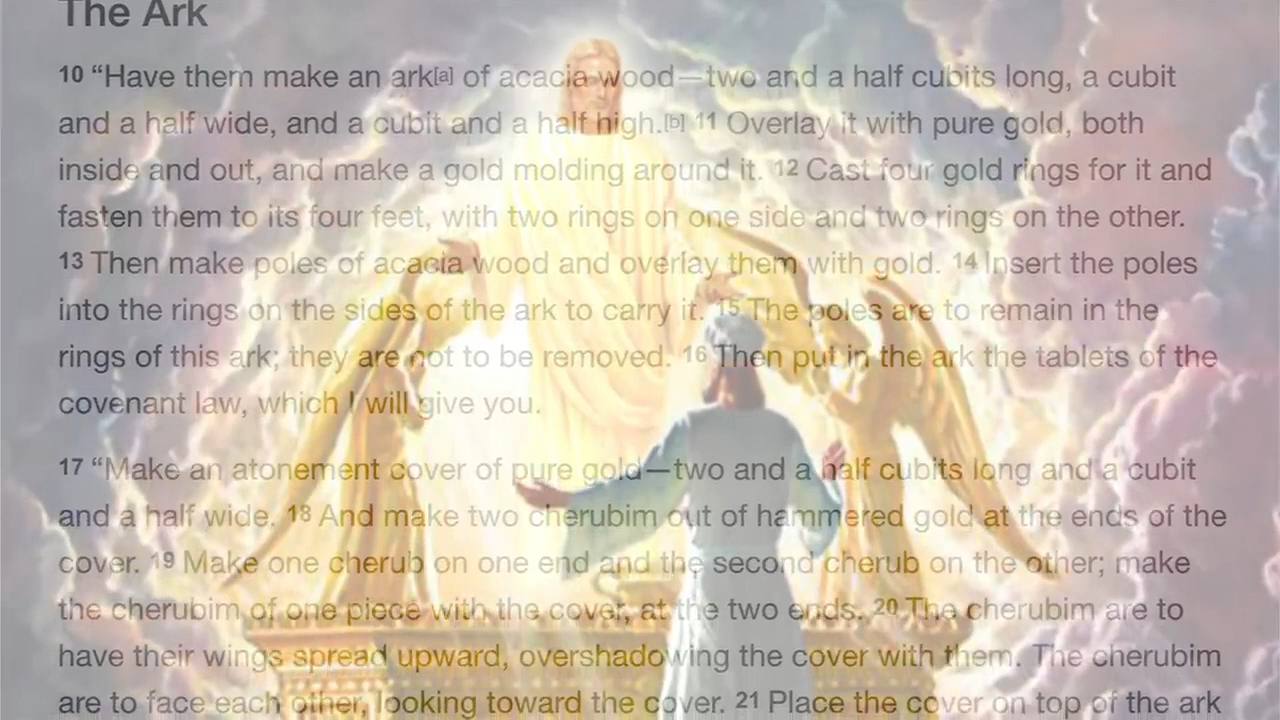 The Ark
10 “Have them make an ark[a] of acacia wood—two and a half cubits long, a cubit
and a half wide, and a cubit and a half high.[b] 11 Overlay it with pure gold, both
inside and out, and make a gold molding around it. 12 Cast four gold rings for it and
fasten them to its four feet, with two rings on one side and two rings on the other.
13 Then make poles of acacia wood and overlay them with gold. 14 Insert the poles
into the rings on the sides of the ark to carry it. 15 The poles are to remain in the
rings of this ark; they are not to be removed. 16 Then put in the ark the tablets of the
covenant law, which I will give you.
17 “Make an atonement cover of pure gold—two and a half cubits long and a cubit
and a half wide. 18 And make two cherubim out of hammered gold at the ends of the
cover. 19 Make one cherub on one end and the second cherub on the other; make
the cherubim of one piece with the cover, at the two ends. 20 The cherubim are to
have their wings spread upward, overshadowing the cover with them. The cherubim
are to face each other, looking toward the cover. 21 Place the cover on top of the ark